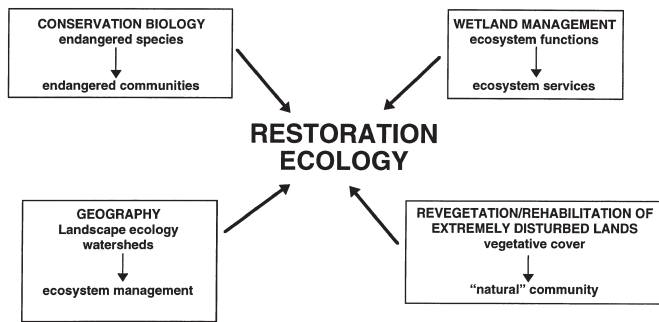 CONSERVATION BIOLOGY
endangered species
endangered communities
WETLAND MANAGEMENT
ecosystem functions
ecosystem services
RESTORATION
ECOLOGY
GEOGRAPHY
Landscape ecology
watersheds
ecosystem management
REVEGETATION/REHABILITATION OF
EXTREMELY DISTURBED LANDS
vegetative cover
“natural” community